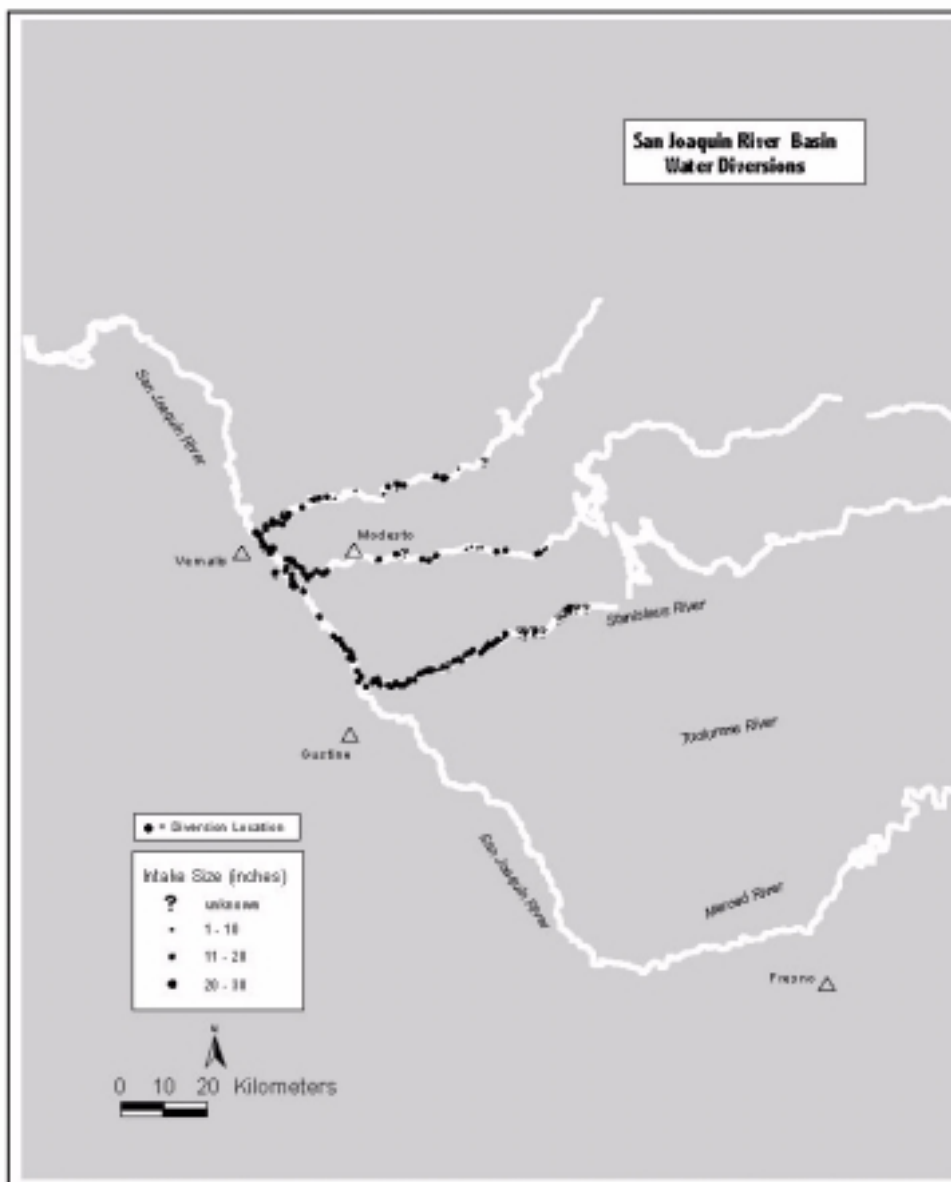 San Joaquin River Basin
Water Diversions
San Joaquin River
Modesto
Vernalis
Stanislaus River
Tuolumne River
Gustine
San Joaquin River
Merced River
Fresno
= Diversion Location
Intake Size (inches)
? unknown
1 - 10
11 - 20
20 - 30
N
0 10 20 Kilometers